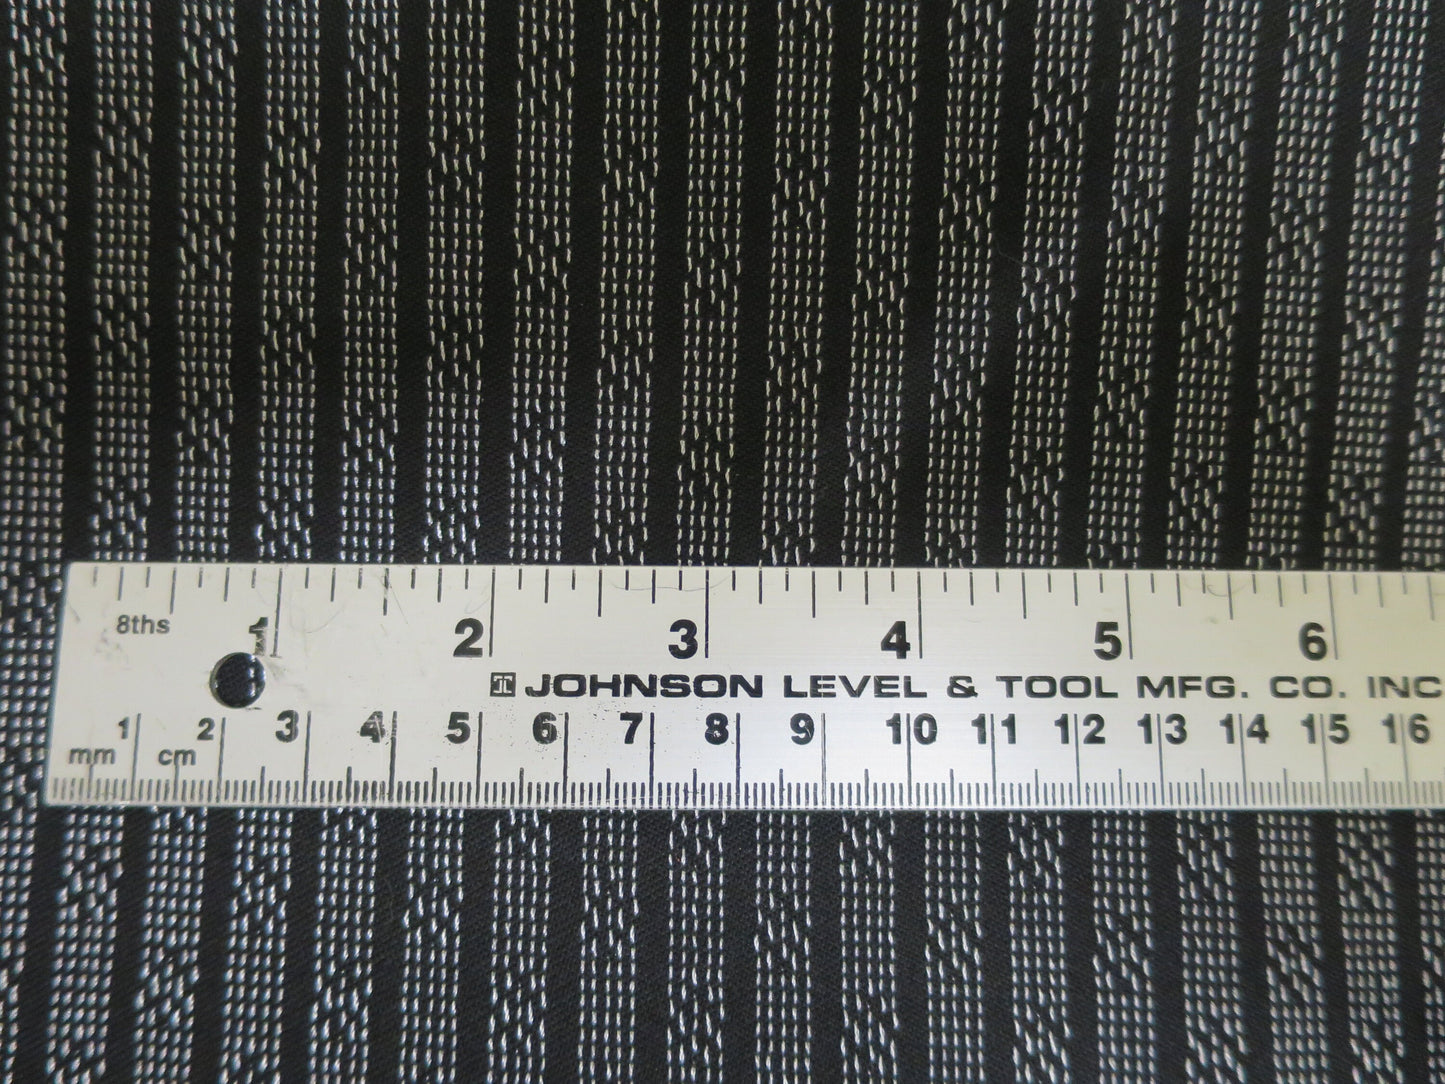 8ths 1 2 3 4 5 6
JOHNSON LEVEL & TOOL MFG. CO. INC
1 2 3 4 5 6 7 8 9 10 11 12 13 14 15 16
mm cm